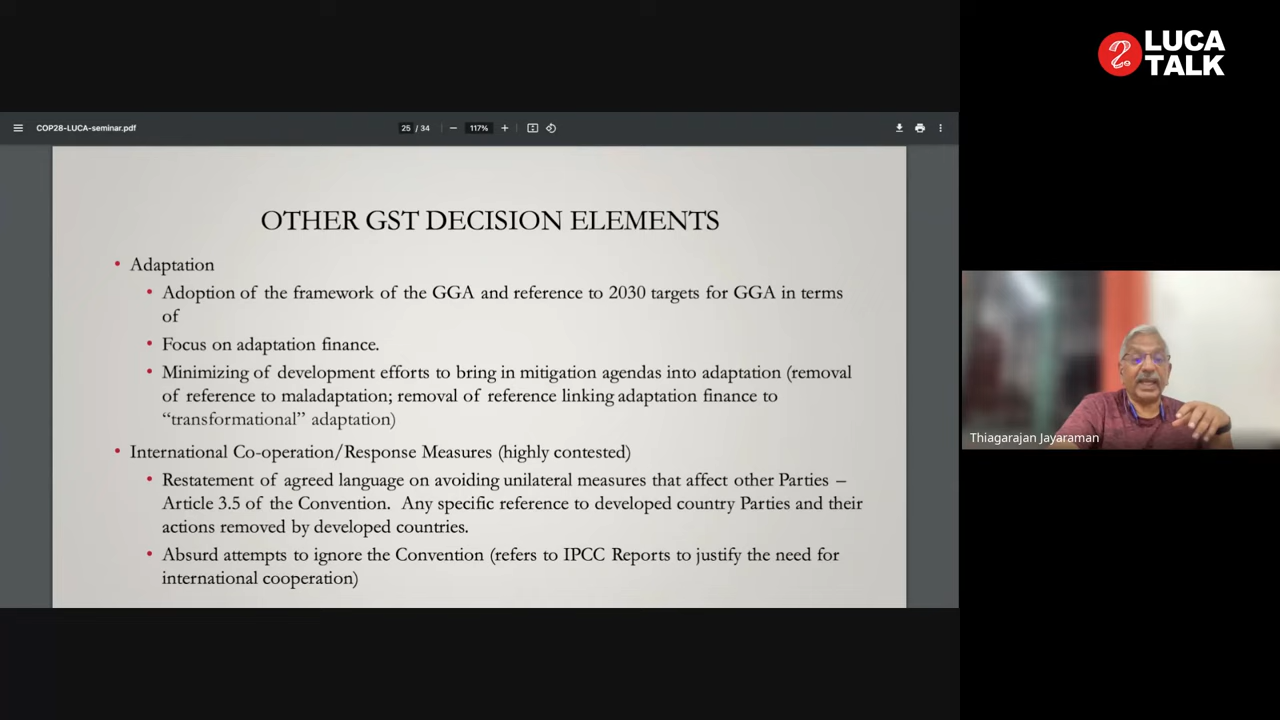 LUCA
TALK
COP28-LUCA-seminar.pdf
25 / 34
117%
OTHER GST DECISION ELEMENTS
• Adaptation
• Adoption of the framework of the GGA and reference to 2030 targets for GGA in terms
of
• Focus on adaptation finance.
• Minimizing of development efforts to bring in mitigation agendas into adaptation (removal
of reference to maladaptation; removal of reference linking adaptation finance to
“transformational” adaptation)
• International Co-operation/Response Measures (highly contested)
• Restatement of agreed language on avoiding unilateral measures that affect other Parties –
Article 3.5 of the Convention. Any specific reference to developed country Parties and their
actions removed by developed countries.
• Absurd attempts to ignore the Convention (refers to IPCC Reports to justify the need for
international cooperation)
Thiagarajan Jayaraman